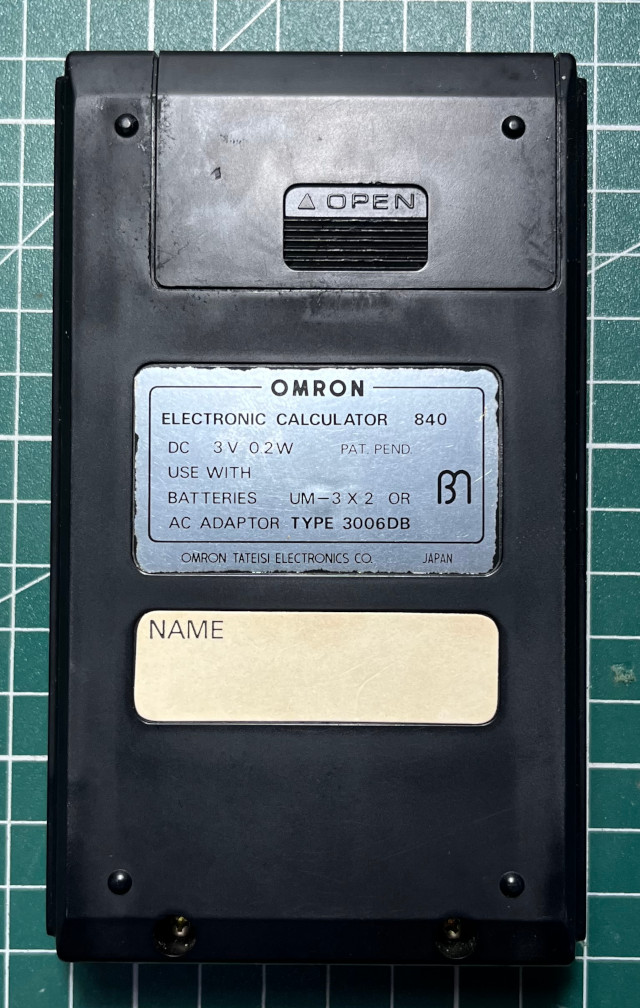 △ OPEN
OMRON
ELECTRONIC CALCULATOR 840
DC 3V 0.2W PAT. PEND.
USE WITH
BATTERIES UM-3 X 2 OR
AC ADAPTOR TYPE 3006DB
OMRON TATEISI ELECTRONICS CO. JAPAN
NAME